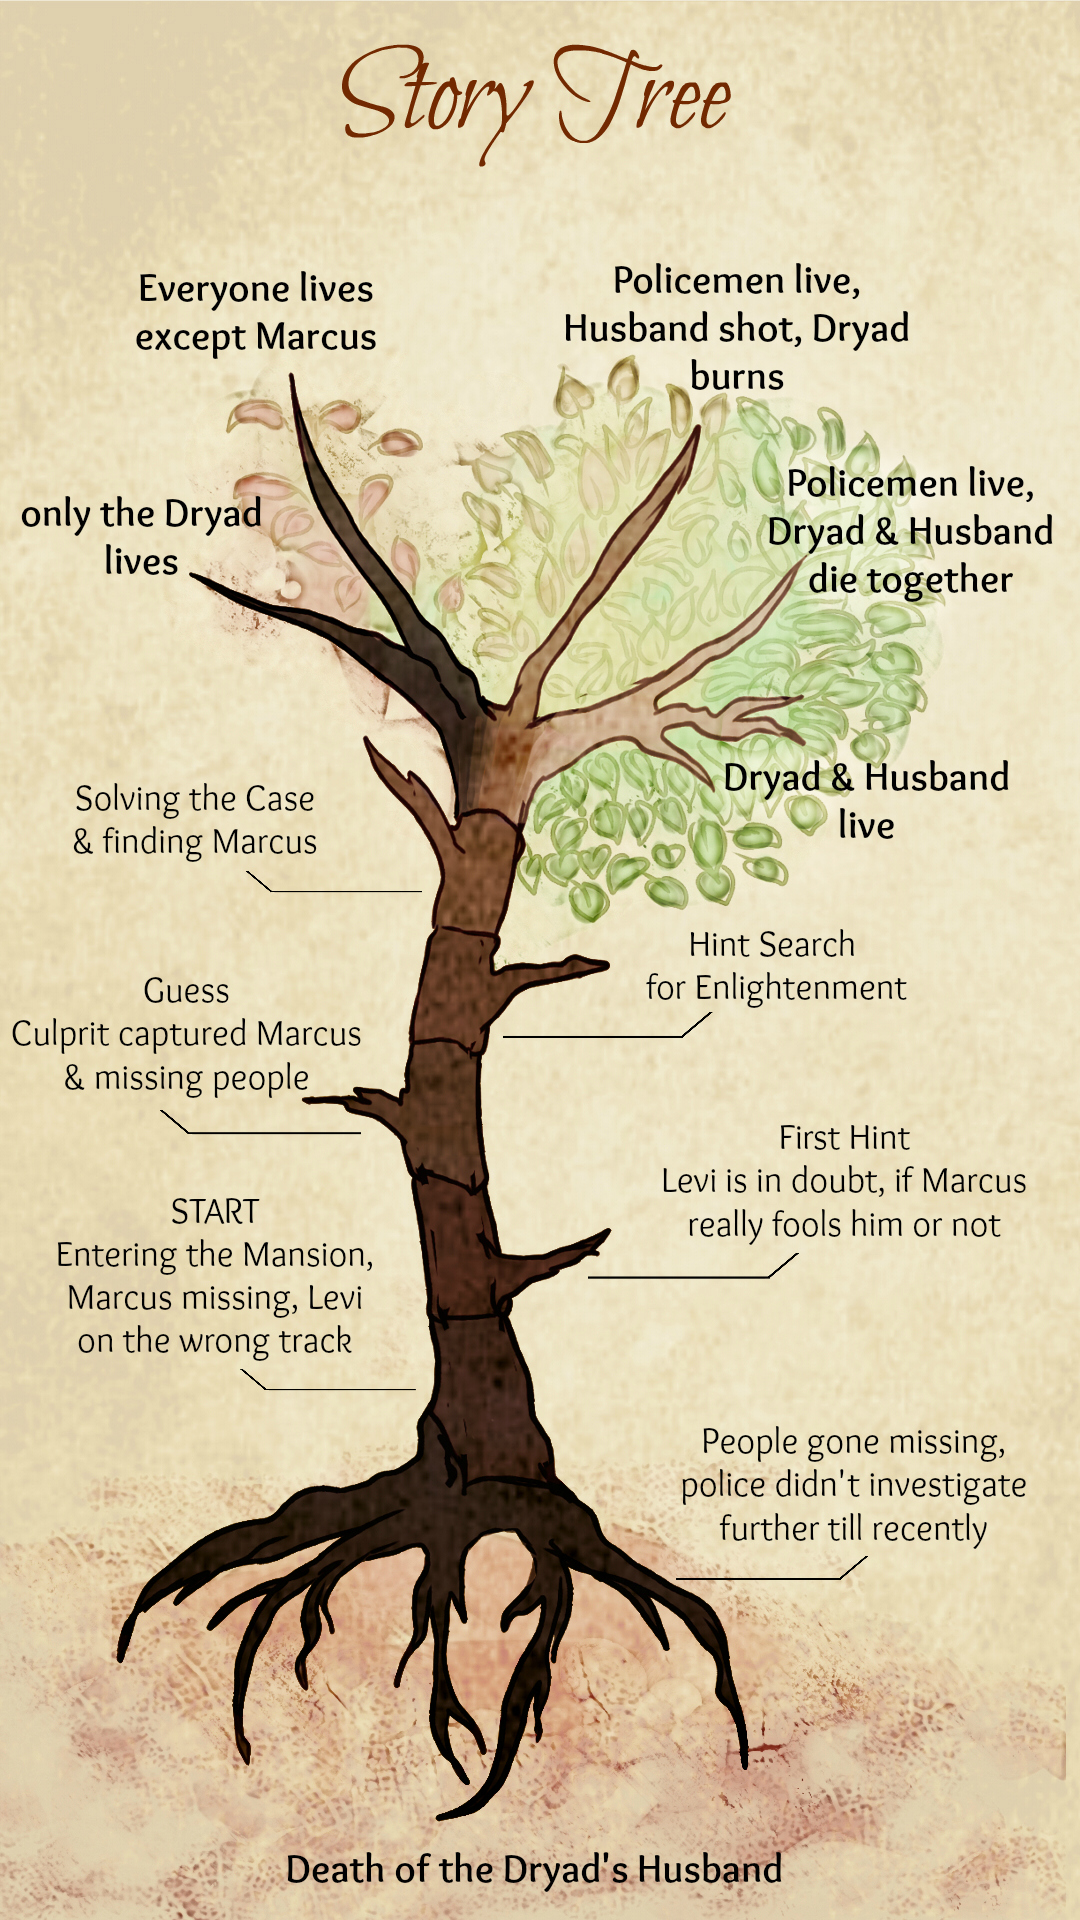 Story Tree
Everyone lives
except Marcus
Policemen live,
Husband shot, Dryad
burns
only the Dryad
lives
Policemen live,
Dryad & Husband
die together
Dryad & Husband
live
Solving the Case
& finding Marcus
Hint Search
for Enlightenment
Guess
Culprit captured Marcus
& missing people
First Hint
Levi is in doubt, if Marcus
really fools him or not
START
Entering the Mansion,
Marcus missing, Levi
on the wrong track
People gone missing,
police didn't investigate
further till recently
Death of the Dryad's Husband